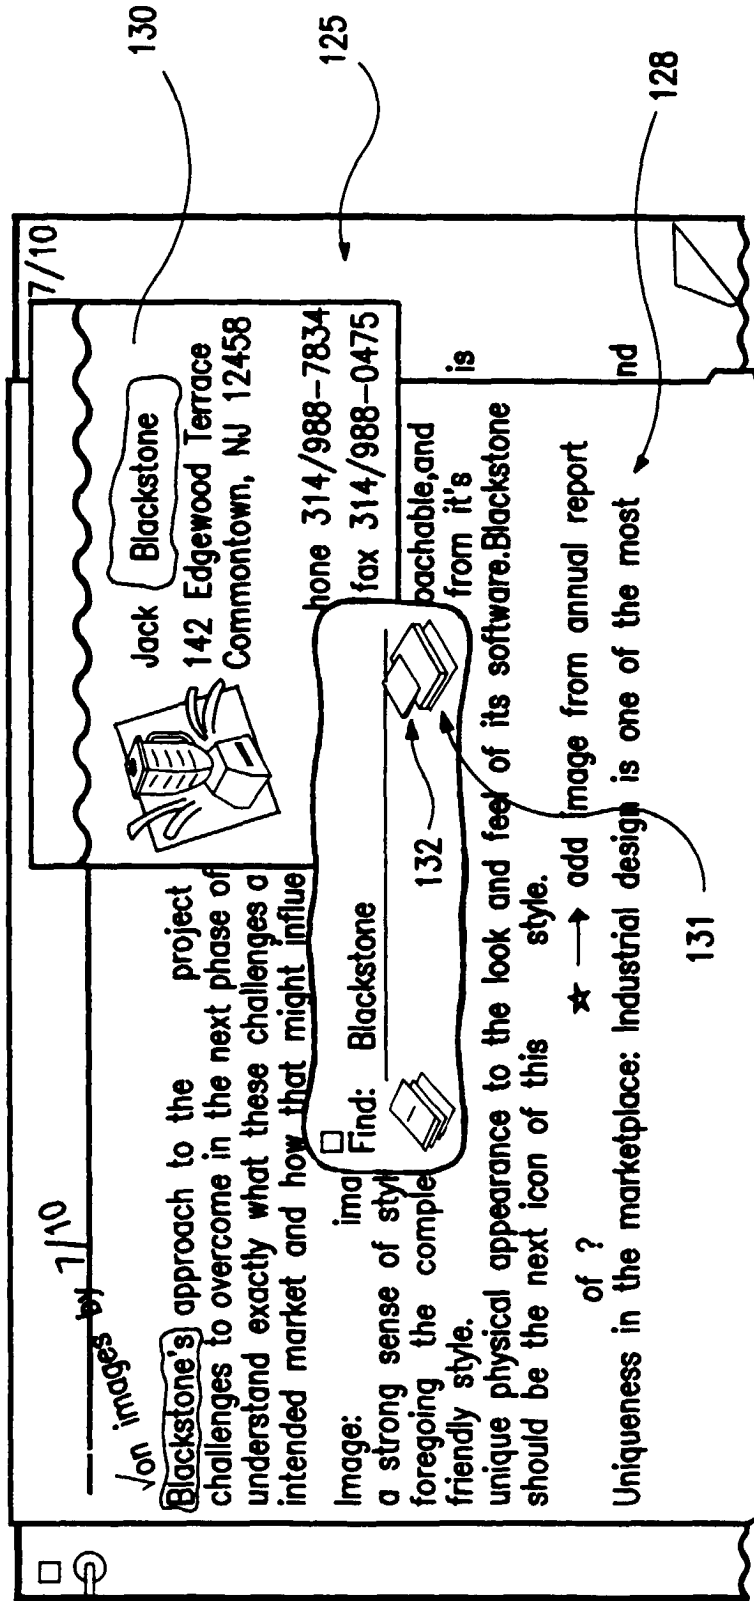 7/10
√on images by 7/10
Jack Blackstone
142 Edgewood Terrace
Commontown, NJ 12458
hone 314/988-7834
fax 314/988-0475
Blackstone's approach to the project
challenges to overcome in the next phase of
understand exactly what these challenges a
intended market and how that might influe
Find: Blackstone
Image: ima
a strong sense of styl pachable,and is
foregoing the comple from it's
friendly style.
unique physical appearance to the look and feel of its software.Blackstone
should be the next icon of this style.
☆ → add image from annual report
of ? nd
Uniqueness in the marketplace: Industrial design is one of the most
130
125
128
132
131